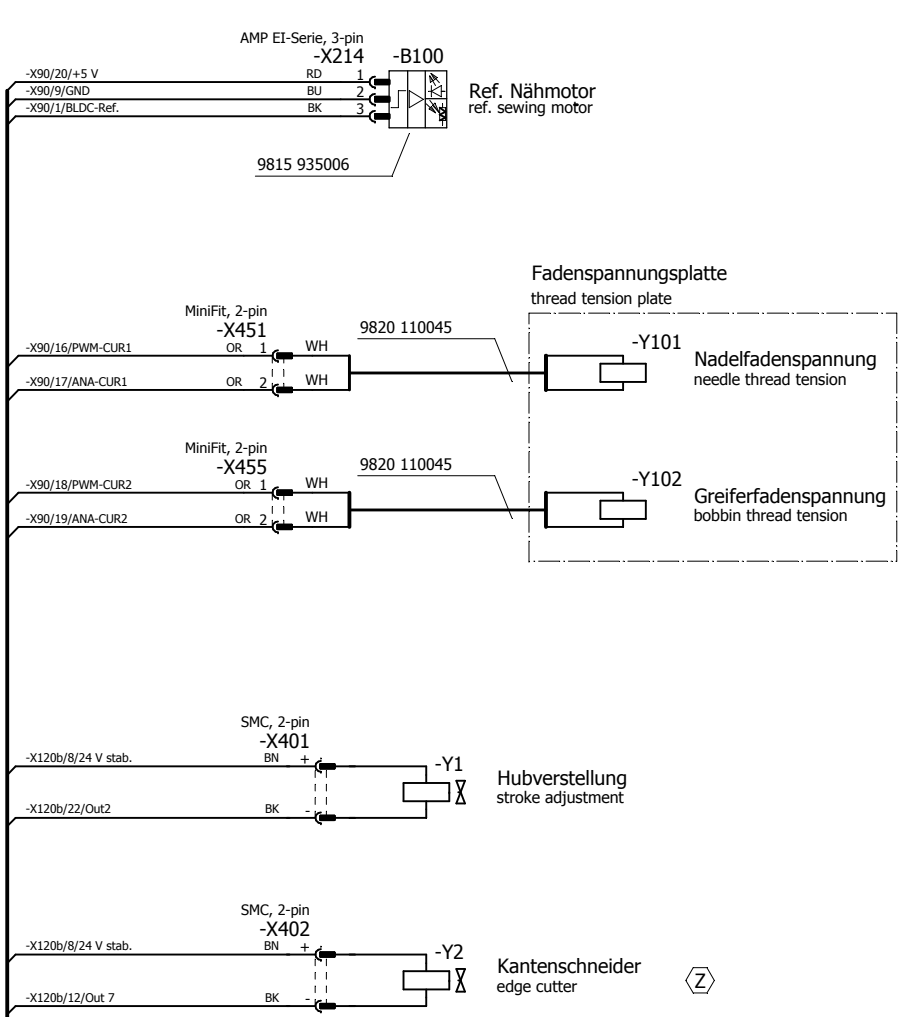 AMP EI-Serie, 3-pin
-X214 -B100
-X90/20/+5 V RD 1
-X90/9/GND BU 2
-X90/1/BLDC-Ref. BK 3
Ref. Nähmotor
ref. sewing motor
9815 935006
Fadenspannungsplatte
thread tension plate
MiniFit, 2-pin
-X451
9820 110045
-X90/16/PWM-CUR1 OR 1 WH
-X90/17/ANA-CUR1 OR 2 WH
-Y101
Nadelfadenspannung
needle thread tension
MiniFit, 2-pin
-X455
9820 110045
-X90/18/PWM-CUR2 OR 1 WH
-X90/19/ANA-CUR2 OR 2 WH
-Y102
Greiferfadenspannung
bobbin thread tension
SMC, 2-pin
-X401
-X120b/8/24 V stab. BN +
-Y1
Hubverstellung
stroke adjustment
-X120b/22/Out2 BK -
SMC, 2-pin
-X402
-X120b/8/24 V stab. BN +
-Y2
Kantenschneider
edge cutter
Z
-X120b/12/Out 7 BK -